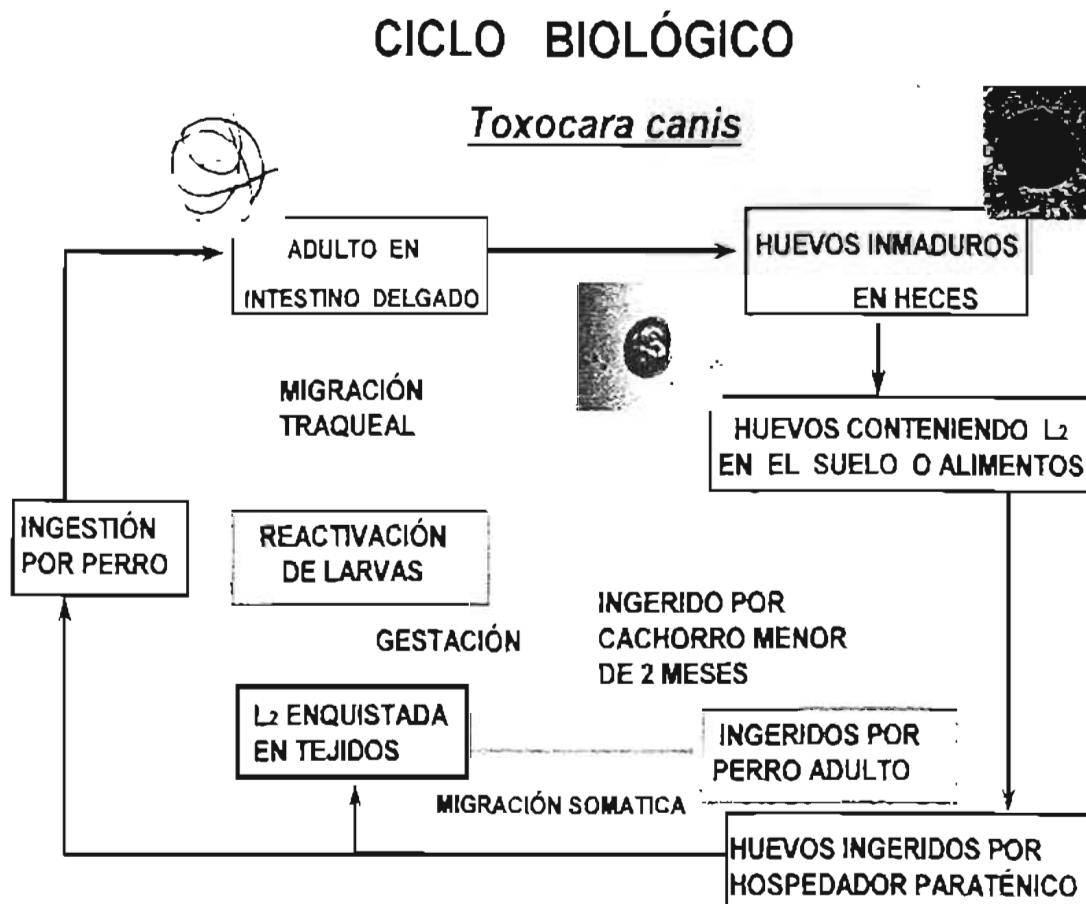 CICLO BIOLÓGICO
Toxocara canis
ADULTO EN
INTESTINO DELGADO
HUEVOS INMADUROS
EN HECES
MIGRACIÓN
TRAQUEAL
HUEVOS CONTENIENDO L2
EN EL SUELO O ALIMENTOS
INGESTIÓN
POR PERRO
REACTIVACIÓN
DE LARVAS
INGERIDO POR
CACHORRO MENOR
DE 2 MESES
GESTACIÓN
L2 ENQUISTADA
EN TEJIDOS
INGERIDOS POR
PERRO ADULTO
MIGRACIÓN SOMATICA
HUEVOS INGERIDOS POR
HOSPEDADOR PARATÉNICO